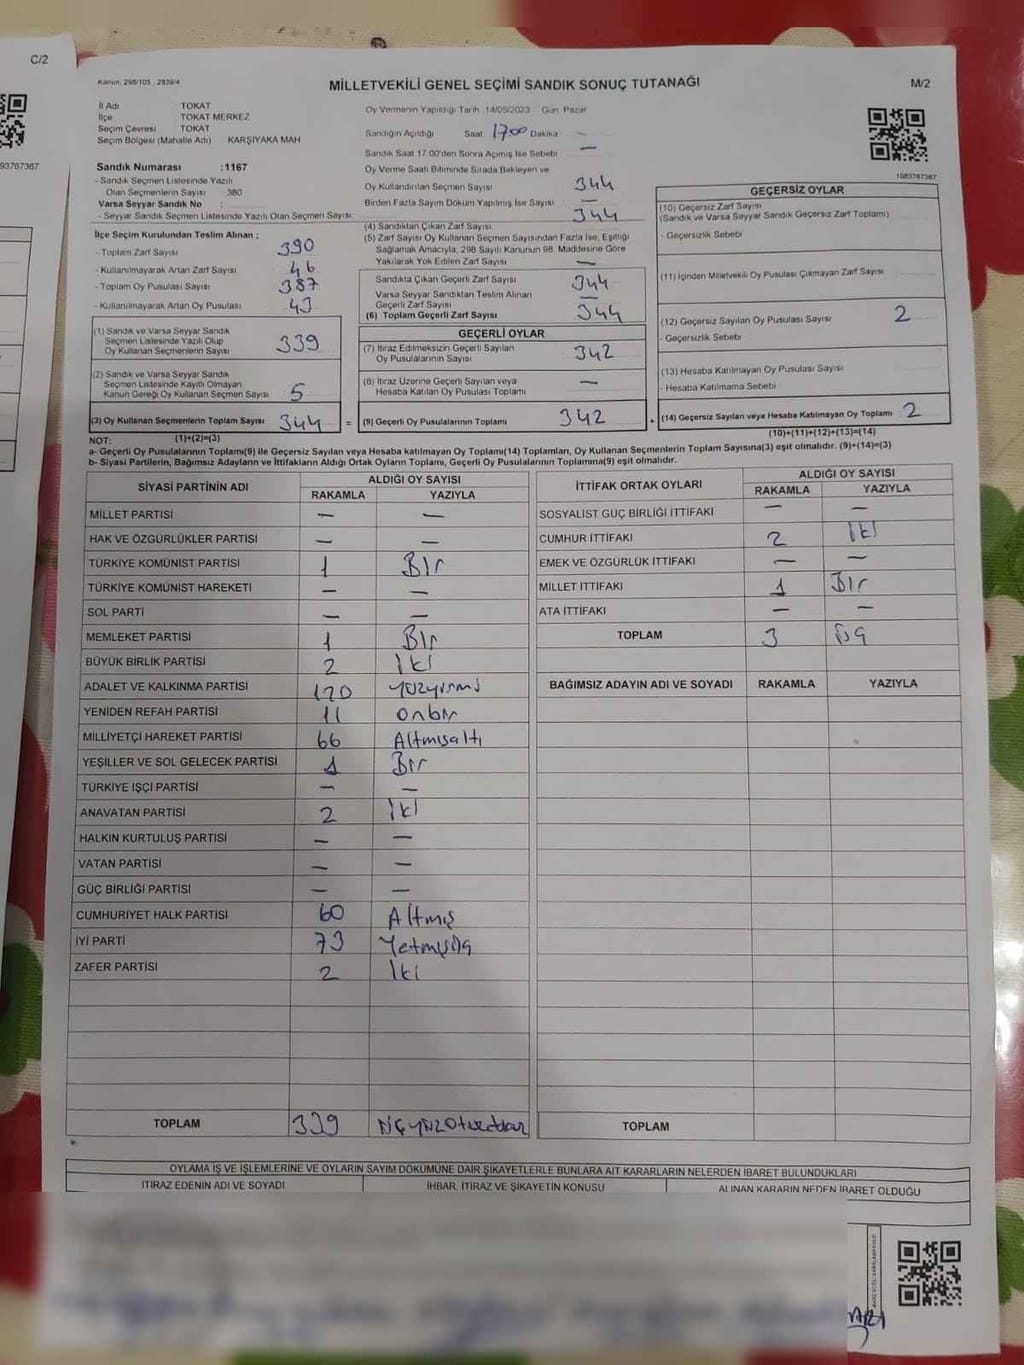 C/2
93767367
Kanun, 298/105 , 2839/4
MİLLETVEKİLİ GENEL SEÇİMİ SANDIK SONUÇ TUTANAĞI
M/2
İl Adı TOKAT
İlçe TOKAT MERKEZ
Seçim Çevresi TOKAT
Seçim Bölgesi (Mahalle Adı) KARŞIYAKA MAH
Sandık Numarası :1167
- Sandık Seçmen Listesinde Yazılı
Olan Seçmenlerin Sayısı 380
Varsa Seyyar Sandık No :
- Seyyar Sandık Seçmen Listesinde Yazılı Olan Seçmen Sayısı:
İlçe Seçim Kurulundan Teslim Alınan ;
- Toplam Zarf Sayısı 390
- Kullanılmayarak Artan Zarf Sayısı 46
- Toplam Oy Pusulası Sayısı 387
- Kullanılmayarak Artan Oy Pusulası 43
(1) Sandık ve Varsa Seyyar Sandık
Seçmen Listesinde Yazılı Olup
Oy Kullanan Seçmenlerin Sayısı 339
(2) Sandık ve Varsa Seyyar Sandık
Seçmen Listesinde Kayıtlı Olmayan
Kanun Gereği Oy Kullanan Seçmen Sayısı 5
(3) Oy Kullanan Seçmenlerin Toplam Sayısı 344 =
(1)+(2)=(3)
Oy Vermenin Yapıldığı Tarih :14/05/2023 Gün: Pazar
Sandığın Açıldığı Saat: 17 00 Dakika –
Sandık Saat 17.00'den Sonra Açımış İse Sebebi: –
Oy Verme Saati Bitiminde Sırada Bekleyen ve
Oy Kullandırılan Seçmen Sayısı 344
Birden Fazla Sayım Döküm Yapılmış İse Sayısı –
(4) Sandıktan Çıkan Zarf Sayısı 344
(5) Zarf Sayısı Oy Kullanan Seçmen Sayısından Fazla İse, Eşitliği
Sağlamak Amacıyla, 298 Sayılı Kanunun 98. Maddesine Göre
Yakılarak Yok Edilen Zarf Sayısı –
Sandıkta Çıkan Geçerli Zarf Sayısı 344
Varsa Seyyar Sandıktan Teslim Alınan
Geçerli Zarf Sayısı –
(6) Toplam Geçerli Zarf Sayısı 344
GEÇERLİ OYLAR
(7) İtiraz Edilmeksizin Geçerli Sayılan
Oy Pusulalarının Sayısı 342
(8) İtiraz Üzerine Geçerli Sayılan veya
Hesaba Katılan Oy Pusulası Toplamı –
(9) Geçerli Oy Pusulalarının Toplamı 342 +
1083767367
GEÇERSİZ OYLAR
(10) Geçersiz Zarf Sayısı
(Sandık ve Varsa Seyyar Sandık Geçersiz Zarf Toplamı)
- Geçersizlik Sebebi
(11) İçinden Milletvekili Oy Pusulası Çıkmayan Zarf Sayısı
(12) Geçersiz Sayılan Oy Pusulası Sayısı 2
- Geçersizlik Sebebi
(13) Hesaba Katılmayan Oy Pusulası Sayısı
- Hesaba Katılmama Sebebi
(14) Geçersiz Sayılan veya Hesaba Katılmayan Oy Toplamı 2
(10)+(11)+(12)+(13)=(14)
NOT:
a- Geçerli Oy Pusulalarının Toplam(9) ile Geçersiz Sayılan veya Hesaba katılmayan Oy Toplamı(14) Toplamları, Oy Kullanan Seçmenlerin Toplam Sayısına(3) eşit olmalıdır. (9)+(14)=(3)
b- Siyasi Partilerin, Bağımsız Adayların ve İttifakların Aldığı Ortak Oyların Toplamı, Geçerli Oy Pusulalarının Toplamına(9) eşit olmalıdır.
SİYASİ PARTİNİN ADI ALDIĞI OY SAYISI
RAKAMLA YAZIYLA
MİLLET PARTİSİ – –
HAK VE ÖZGÜRLÜKLER PARTİSİ – –
TÜRKİYE KOMÜNİST PARTİSİ 1 Bir
TÜRKİYE KOMÜNİST HAREKETİ – –
SOL PARTİ – –
MEMLEKET PARTİSİ 1 Bir
BÜYÜK BİRLİK PARTİSİ 2 İki
ADALET VE KALKINMA PARTİSİ 120 yüzyirmi
YENİDEN REFAH PARTİSİ 11 onbir
MİLLİYETÇİ HAREKET PARTİSİ 66 Altmışaltı
YEŞİLLER VE SOL GELECEK PARTİSİ 1 Bir
TÜRKİYE İŞÇİ PARTİSİ – –
ANAVATAN PARTİSİ 2 İki
HALKIN KURTULUŞ PARTİSİ – –
VATAN PARTİSİ – –
GÜÇ BİRLİĞİ PARTİSİ – –
CUMHURİYET HALK PARTİSİ 60 Altmış
İYİ PARTİ 73 Yetmişüç
ZAFER PARTİSİ 2 İki
TOPLAM 339 üçyüzotuzdokuz
İTTİFAK ORTAK OYLARI ALDIĞI OY SAYISI
RAKAMLA YAZIYLA
SOSYALİST GÜÇ BİRLİĞİ İTTİFAKI – –
CUMHUR İTTİFAKI 2 İki
EMEK VE ÖZGÜRLÜK İTTİFAKI – –
MİLLET İTTİFAKI 1 Bir
ATA İTTİFAKI – –
TOPLAM 3 üç
BAĞIMSIZ ADAYIN ADI VE SOYADI RAKAMLA YAZIYLA
TOPLAM
OYLAMA İŞ VE İŞLEMLERİNE VE OYLARIN SAYIM DÖKÜMÜNE DAİR ŞİKAYETLERLE BUNLARA AİT KARARLARIN NELERDEN İBARET BULUNDUKLARI
İTİRAZ EDENİN ADI VE SOYADI İHBAR, İTİRAZ VE ŞİKAYETİN KONUSU ALINAN KARARIN NEDEN İBARET OLDUĞU